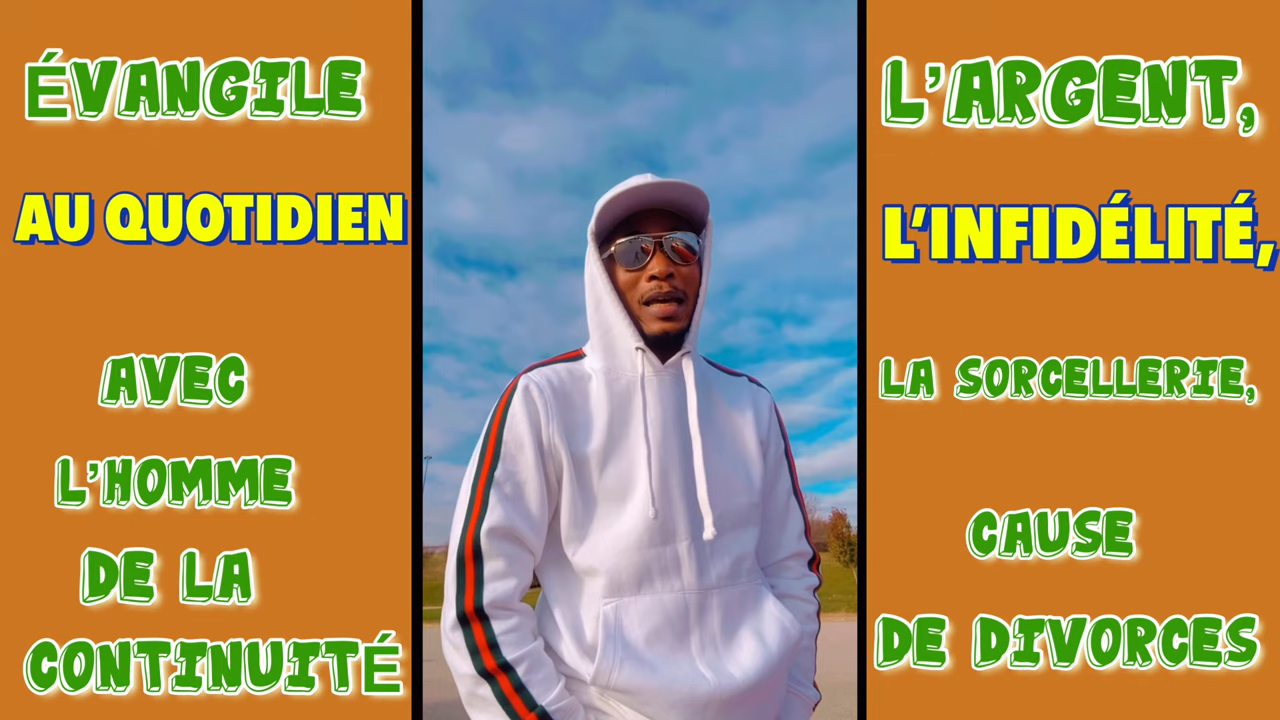 ÉVANGILE
AU QUOTIDIEN
AVEC
L'HOMME
DE LA
CONTINUITÉ
L'ARGENT,
L'INFIDÉLITÉ,
LA SORCELLERIE,
CAUSE
DE DIVORCES